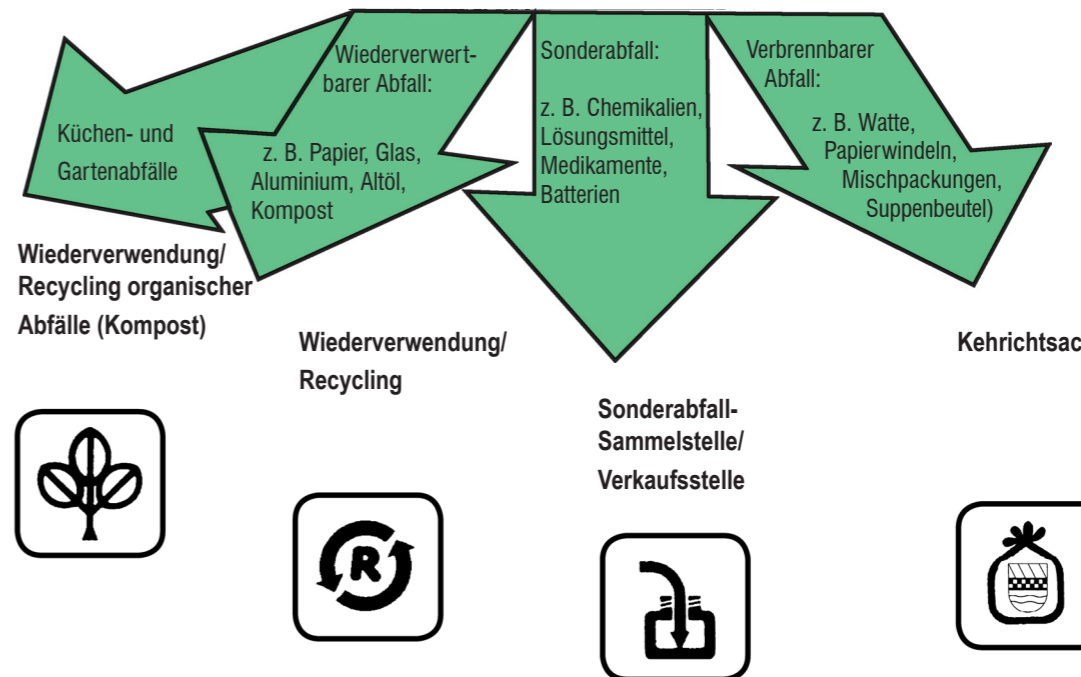 Küchen- und
Gartenabfälle
Wiederverwert-
barer Abfall:
z. B. Papier, Glas,
Aluminium, Altöl,
Kompost
Sonderabfall:
z. B. Chemikalien,
Lösungsmittel,
Medikamente,
Batterien
Verbrennbarer
Abfall:
z. B. Watte,
Papierwindeln,
Mischpackungen,
Suppenbeutel)
Wiederverwendung/
Recycling organischer
Abfälle (Kompost)
Wiederverwendung/
Recycling
Sonderabfall-
Sammelstelle/
Verkaufsstelle
Kehrichtsac
R